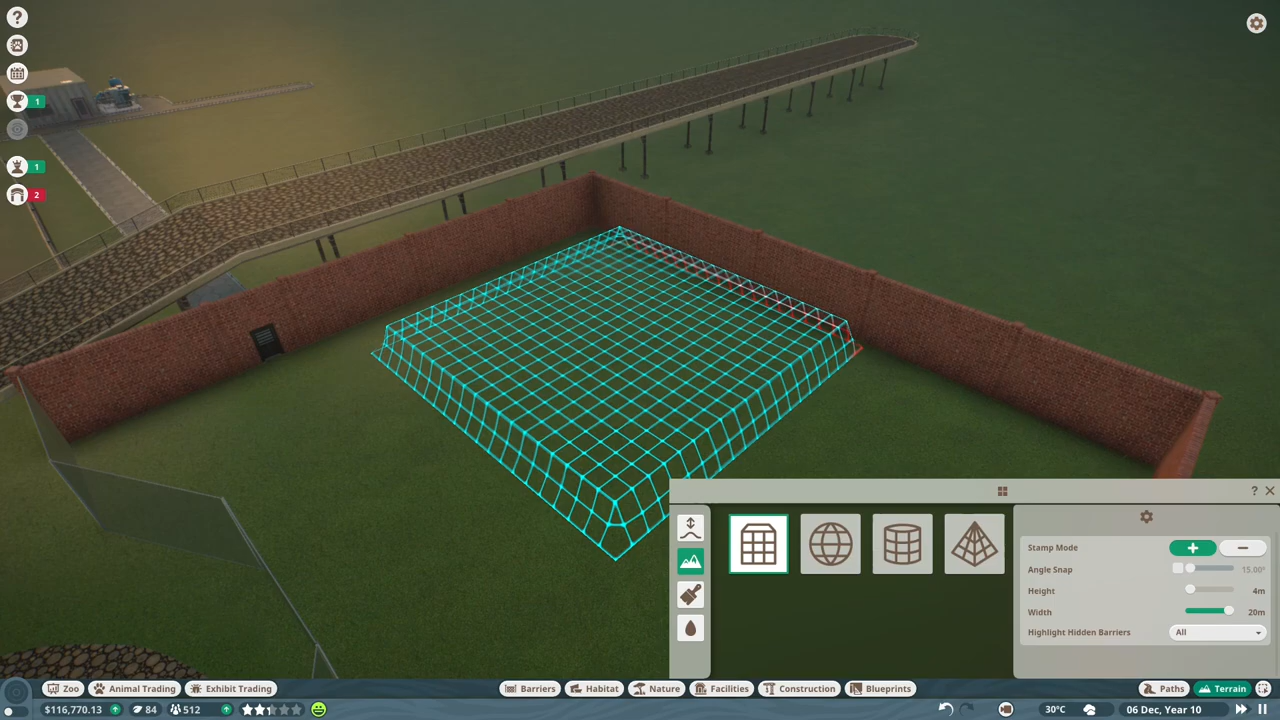 ?
1
1
2
? ×
Stamp Mode + −
Angle Snap 15.00°
Height 4m
Width 20m
Highlight Hidden Barriers All
Zoo Animal Trading Exhibit Trading Barriers Habitat Nature Facilities Construction Blueprints Paths Terrain
$116,770.13 84 512 30°C 06 Dec, Year 10